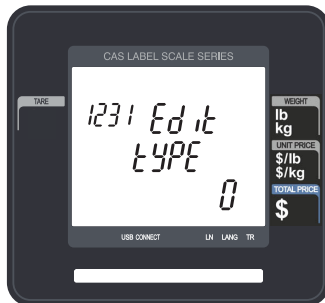 CAS LABEL SCALE SERIES
TARE
1231 Edit
tYPE
0
WEIGHT
lb
kg
UNIT PRICE
$/lb
$/kg
TOTAL PRICE
$
USB CONNECT LN LANG TR